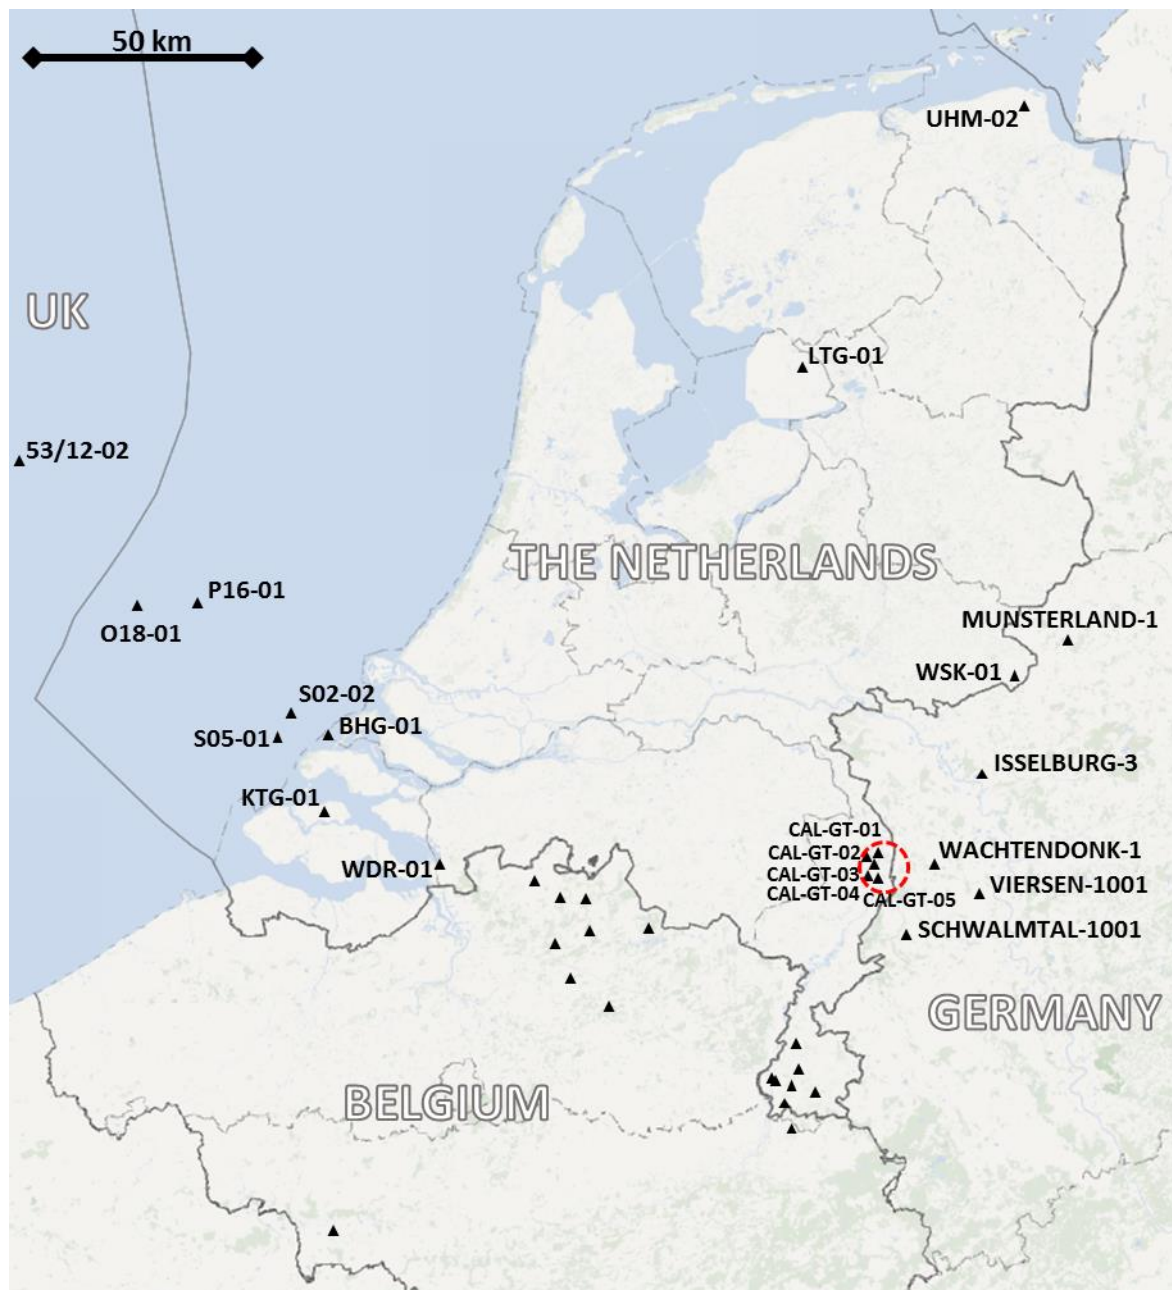 50 km
UHM-02
UK
LTG-01
53/12-02
THE NETHERLANDS
P16-01
O18-01
MUNSTERLAND-1
WSK-01
S02-02
BHG-01
S05-01
ISSELBURG-3
KTG-01
CAL-GT-01
CAL-GT-02
WACHTENDONK-1
WDR-01
CAL-GT-03
CAL-GT-04
VIERSEN-1001
CAL-GT-05
SCHWALMTAL-1001
GERMANY
BELGIUM